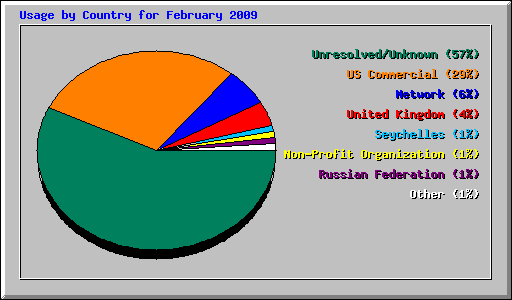 Usage by Country for February 2009
Unresolved/Unknown (57%)
US Commercial (29%)
Network (6%)
United Kingdom (4%)
Seychelles (1%)
Non-Profit Organization (1%)
Russian Federation (1%)
Other (1%)